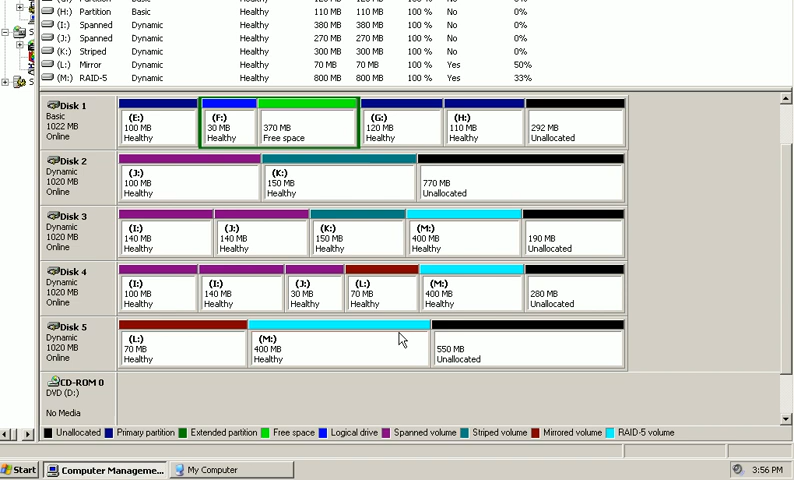 (H:) Partition Basic Healthy 110 MB 110 MB 100 % No 0%
(I:) Spanned Dynamic Healthy 380 MB 380 MB 100 % No 0%
(J:) Spanned Dynamic Healthy 270 MB 270 MB 100 % No 0%
(K:) Striped Dynamic Healthy 300 MB 300 MB 100 % No 0%
(L:) Mirror Dynamic Healthy 70 MB 70 MB 100 % Yes 50%
(M:) RAID-5 Dynamic Healthy 800 MB 800 MB 100 % Yes 33%
Disk 1
Basic
1022 MB
Online
(E:)
100 MB
Healthy
(F:)
30 MB
Healthy
370 MB
Free space
(G:)
120 MB
Healthy
(H:)
110 MB
Healthy
292 MB
Unallocated
Disk 2
Dynamic
1020 MB
Online
(J:)
100 MB
Healthy
(K:)
150 MB
Healthy
770 MB
Unallocated
Disk 3
Dynamic
1020 MB
Online
(I:)
140 MB
Healthy
(J:)
140 MB
Healthy
(K:)
150 MB
Healthy
(M:)
400 MB
Healthy
190 MB
Unallocated
Disk 4
Dynamic
1020 MB
Online
(I:)
100 MB
Healthy
(I:)
140 MB
Healthy
(J:)
30 MB
Healthy
(L:)
70 MB
Healthy
(M:)
400 MB
Healthy
280 MB
Unallocated
Disk 5
Dynamic
1020 MB
Online
(L:)
70 MB
Healthy
(M:)
400 MB
Healthy
550 MB
Unallocated
CD-ROM 0
DVD (D:)
No Media
Unallocated Primary partition Extended partition Free space Logical drive Spanned volume Striped volume Mirrored volume RAID-5 volume
Start Computer Manageme... My Computer 3:56 PM